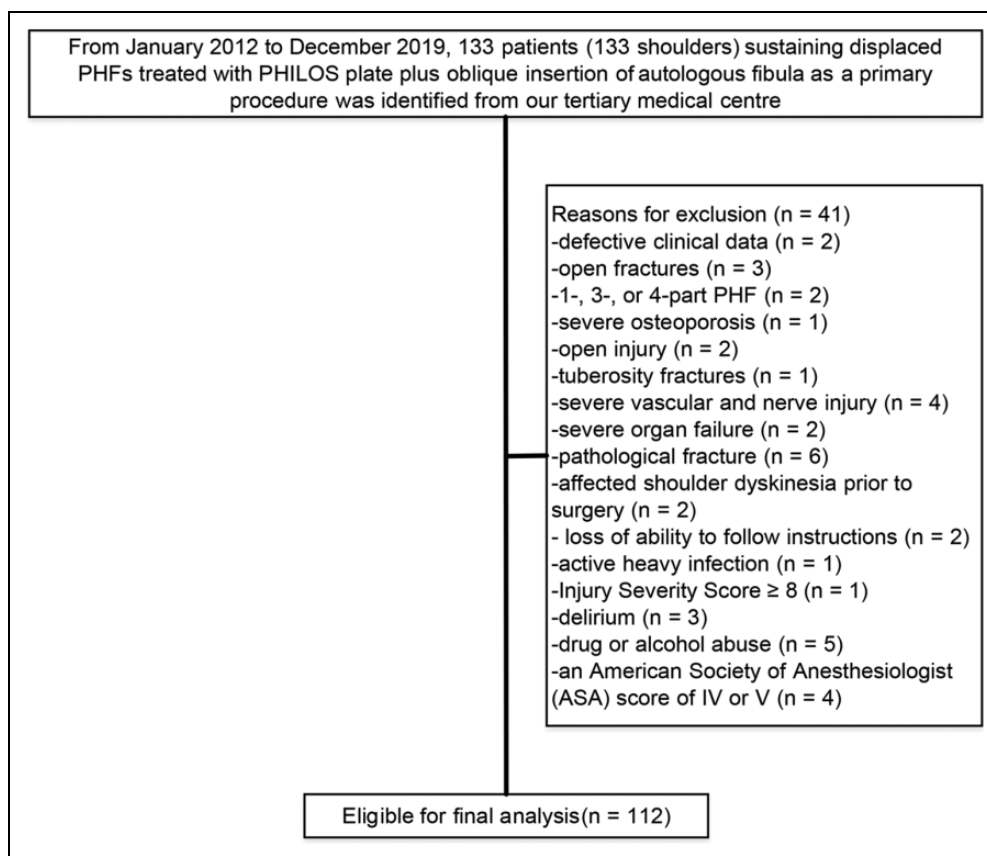 From January 2012 to December 2019, 133 patients (133 shoulders) sustaining displaced
PHFs treated with PHILOS plate plus oblique insertion of autologous fibula as a primary
procedure was identified from our tertiary medical centre
Reasons for exclusion (n = 41)
-defective clinical data (n = 2)
-open fractures (n = 3)
-1-, 3-, or 4-part PHF (n = 2)
-severe osteoporosis (n = 1)
-open injury (n = 2)
-tuberosity fractures (n = 1)
-severe vascular and nerve injury (n = 4)
-severe organ failure (n = 2)
-pathological fracture (n = 6)
-affected shoulder dyskinesia prior to
surgery (n = 2)
- loss of ability to follow instructions (n = 2)
-active heavy infection (n = 1)
-Injury Severity Score ≥ 8 (n = 1)
-delirium (n = 3)
-drug or alcohol abuse (n = 5)
-an American Society of Anesthesiologist
(ASA) score of IV or V (n = 4)
Eligible for final analysis(n = 112)